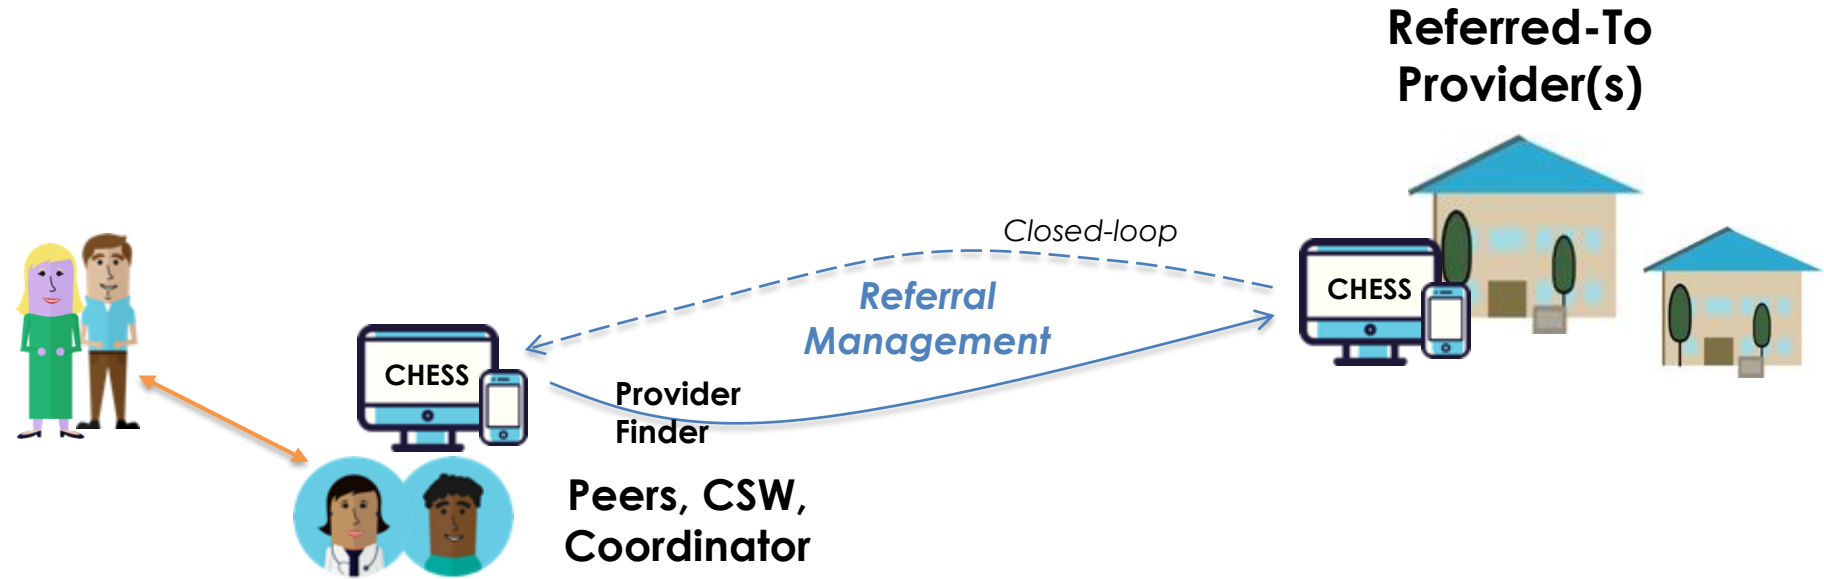 Referred-To
Provider(s)
Closed-loop
CHESS
Referral
Management
CHESS
Provider
Finder
Peers, CSW,
Coordinator